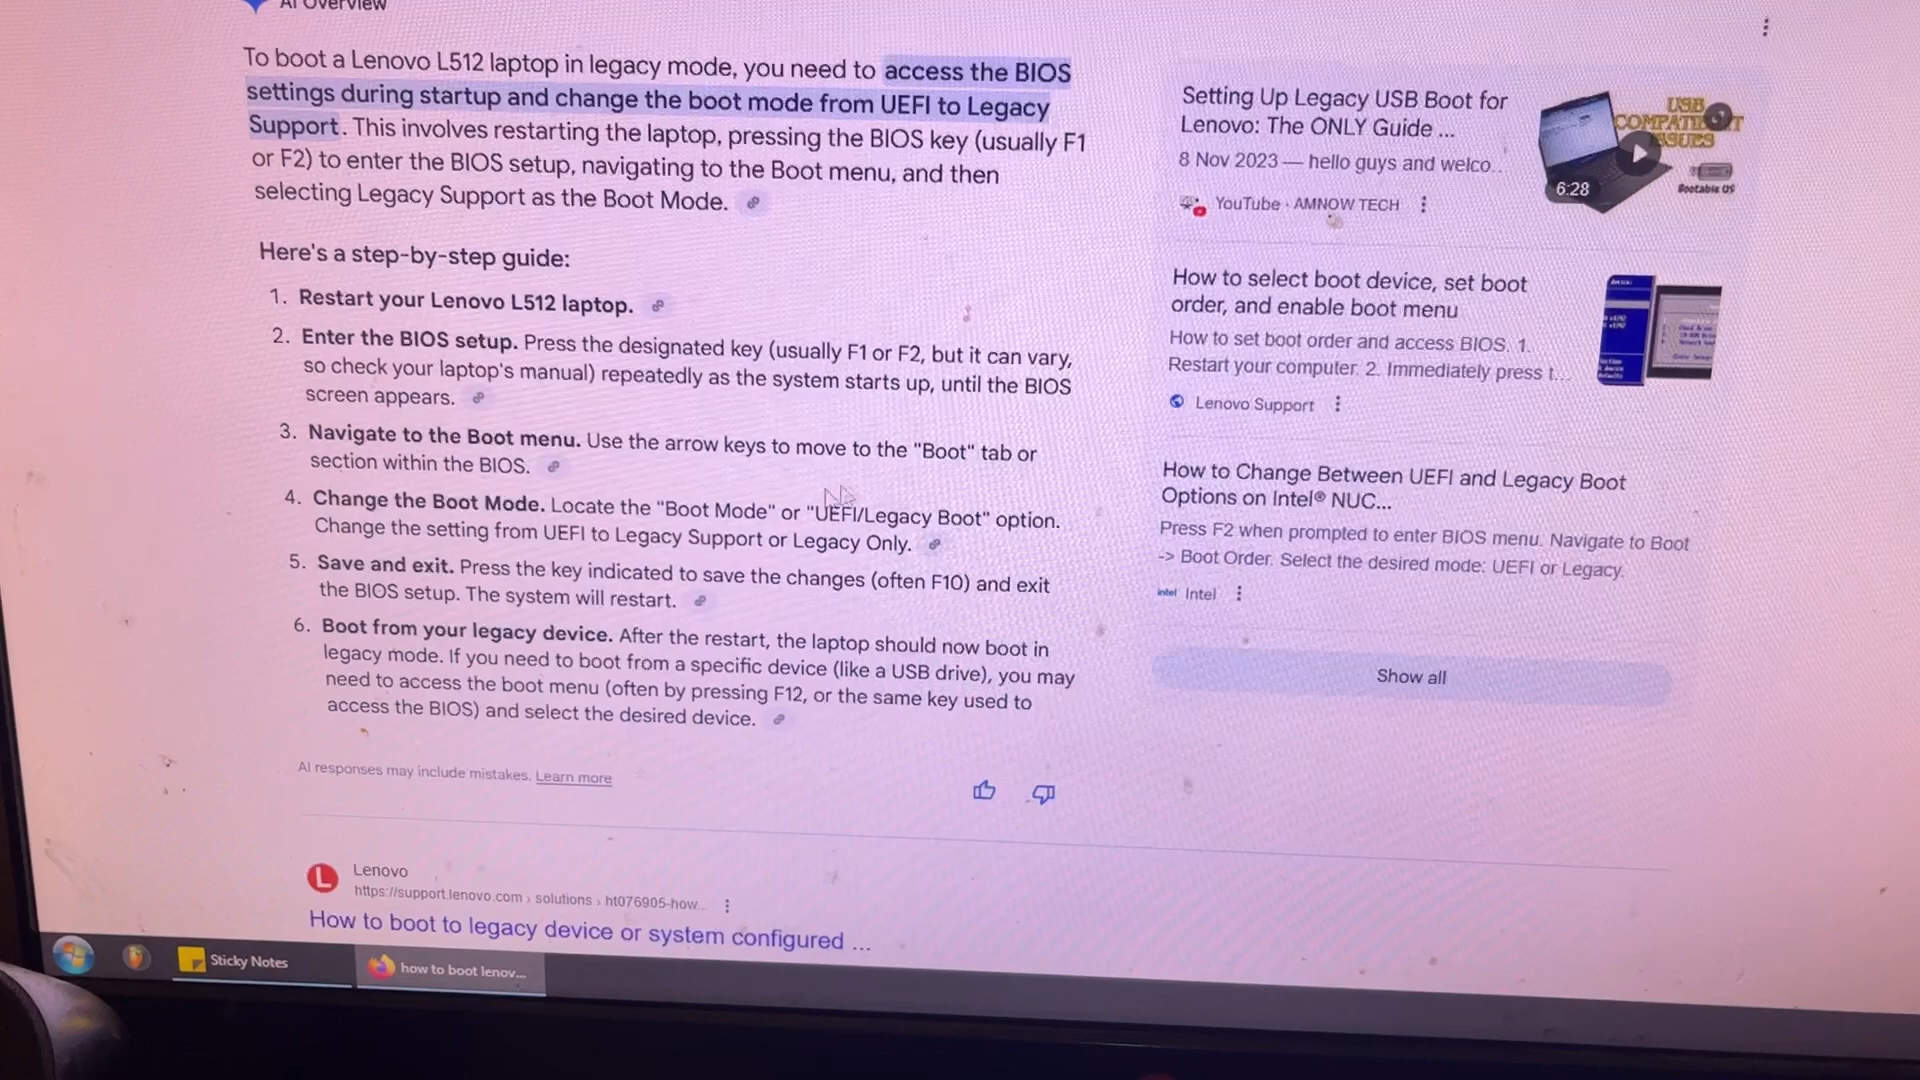 AI Overview
To boot a Lenovo L512 laptop in legacy mode, you need to access the BIOS
settings during startup and change the boot mode from UEFI to Legacy
Support. This involves restarting the laptop, pressing the BIOS key (usually F1
or F2) to enter the BIOS setup, navigating to the Boot menu, and then
selecting Legacy Support as the Boot Mode.
Here's a step-by-step guide:
1. Restart your Lenovo L512 laptop.
2. Enter the BIOS setup. Press the designated key (usually F1 or F2, but it can vary,
so check your laptop's manual) repeatedly as the system starts up, until the BIOS
screen appears.
3. Navigate to the Boot menu. Use the arrow keys to move to the "Boot" tab or
section within the BIOS.
4. Change the Boot Mode. Locate the "Boot Mode" or "UEFI/Legacy Boot" option.
Change the setting from UEFI to Legacy Support or Legacy Only.
5. Save and exit. Press the key indicated to save the changes (often F10) and exit
the BIOS setup. The system will restart.
6. Boot from your legacy device. After the restart, the laptop should now boot in
legacy mode. If you need to boot from a specific device (like a USB drive), you may
need to access the boot menu (often by pressing F12, or the same key used to
access the BIOS) and select the desired device.
AI responses may include mistakes. Learn more
Setting Up Legacy USB Boot for
Lenovo: The ONLY Guide ...
8 Nov 2023 — hello guys and welco..
YouTube · AMNOW TECH
USB
ISSUES
Bootable OS
6:28
How to select boot device, set boot
order, and enable boot menu
How to set boot order and access BIOS. 1.
Restart your computer. 2. Immediately press t...
Lenovo Support
How to Change Between UEFI and Legacy Boot
Options on Intel® NUC...
Press F2 when prompted to enter BIOS menu. Navigate to Boot
-> Boot Order. Select the desired mode: UEFI or Legacy.
intel Intel
Show all
L
Lenovo
https://support.lenovo.com › solutions › ht076905-how...
How to boot to legacy device or system configured ...
Sticky Notes
how to boot lenov...